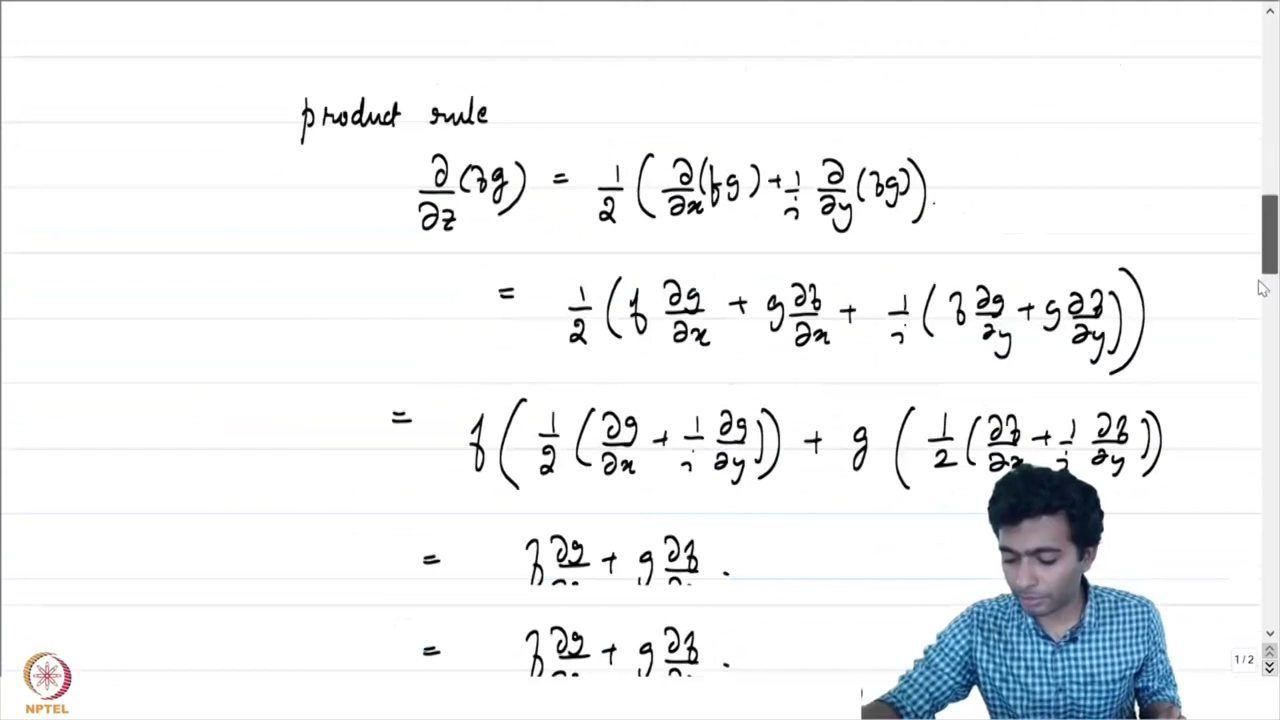 product rule
∂/∂z (fg) = 1/2 ( ∂/∂x (fg) + 1/i ∂/∂y (fg) ).
= 1/2 ( f ∂g/∂x + g ∂f/∂x + 1/i ( f ∂g/∂y + g ∂f/∂y ) )
= f ( 1/2 ( ∂g/∂x + 1/i ∂g/∂y ) ) + g ( 1/2 ( ∂f/∂x + 1/i ∂f/∂y ) )
= f ∂g + g ∂f .
= f ∂g + g ∂f .
1/2
NPTEL